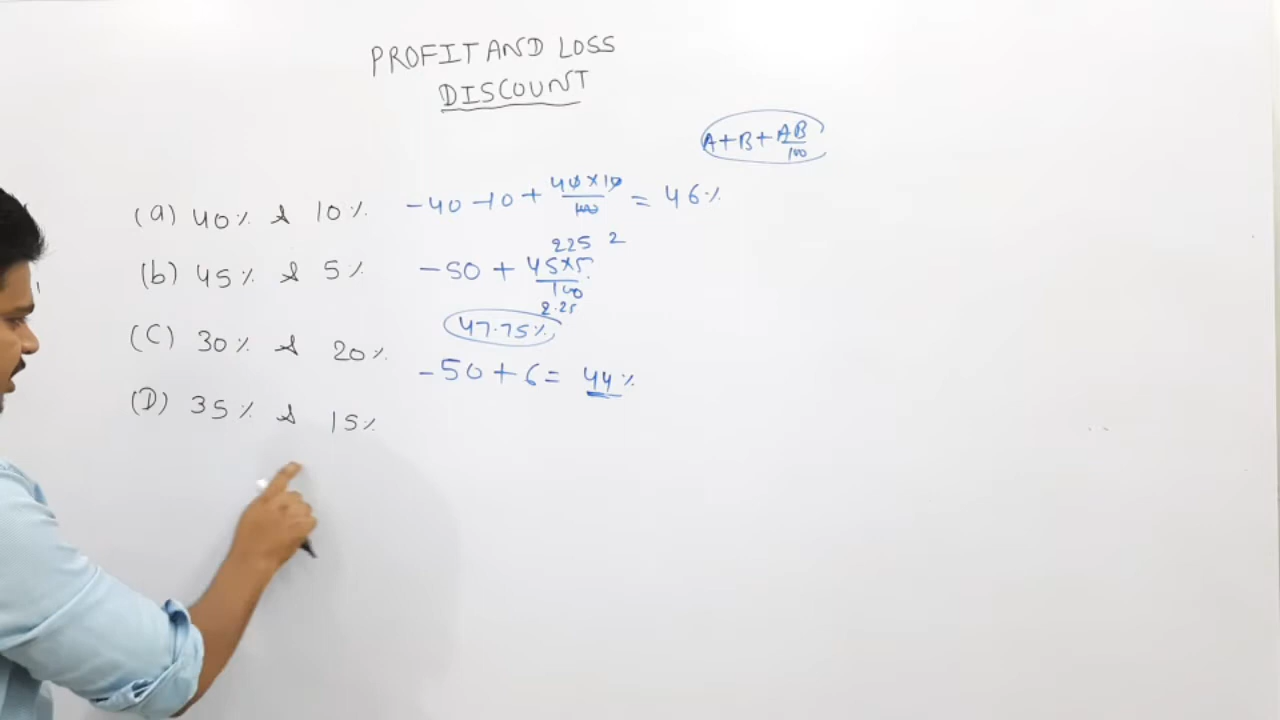 PROFIT AND LOSS
DISCOUNT
A+B+AB/100
(a) 40% & 10% -40-10+40×10/100 = 46%
(b) 45% & 5% -50+45×5/100
225 2
2.25
47.75%
(C) 30% & 20% -50+6= 44%
(D) 35% & 15%